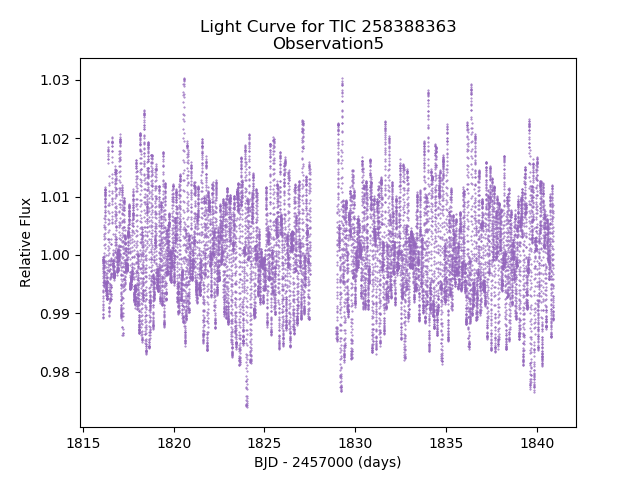 Light Curve for TIC 258388363
Observation5
1.03
1.02
1.01
1.00
0.99
0.98
Relative Flux
1815 1820 1825 1830 1835 1840
BJD - 2457000 (days)